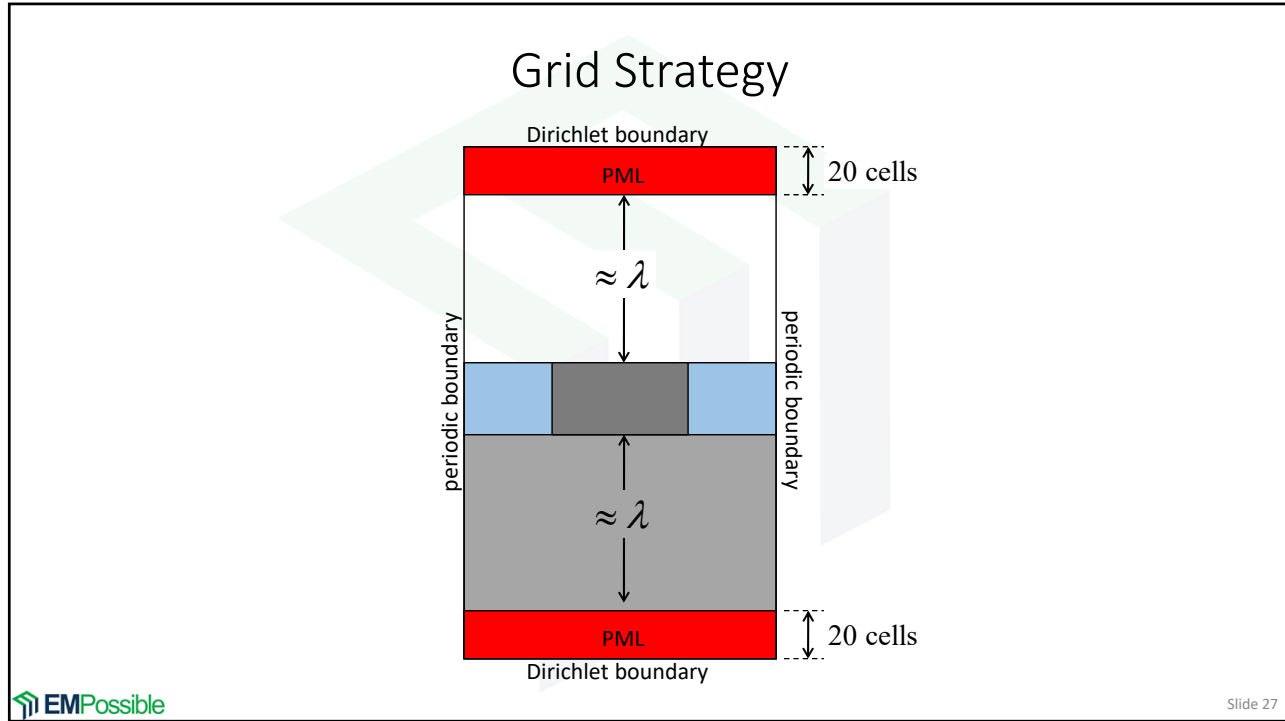 Grid Strategy
Dirichlet boundary
PML
20 cells
≈ λ
periodic boundary
periodic boundary
≈ λ
PML
20 cells
Dirichlet boundary
EMPossible
Slide 27